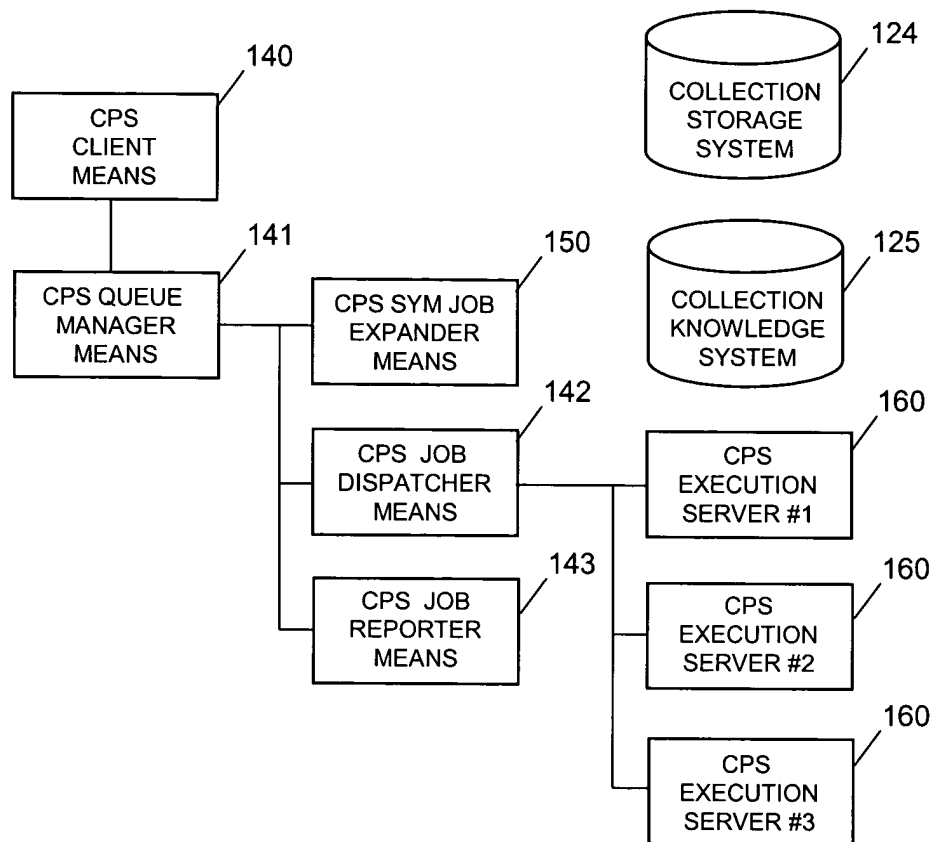 140
CPS
CLIENT
MEANS
124
COLLECTION
STORAGE
SYSTEM
141
CPS QUEUE
MANAGER
MEANS
150
CPS SYM JOB
EXPANDER
MEANS
125
COLLECTION
KNOWLEDGE
SYSTEM
142
CPS JOB
DISPATCHER
MEANS
160
CPS
EXECUTION
SERVER #1
143
CPS JOB
REPORTER
MEANS
160
CPS
EXECUTION
SERVER #2
160
CPS
EXECUTION
SERVER #3